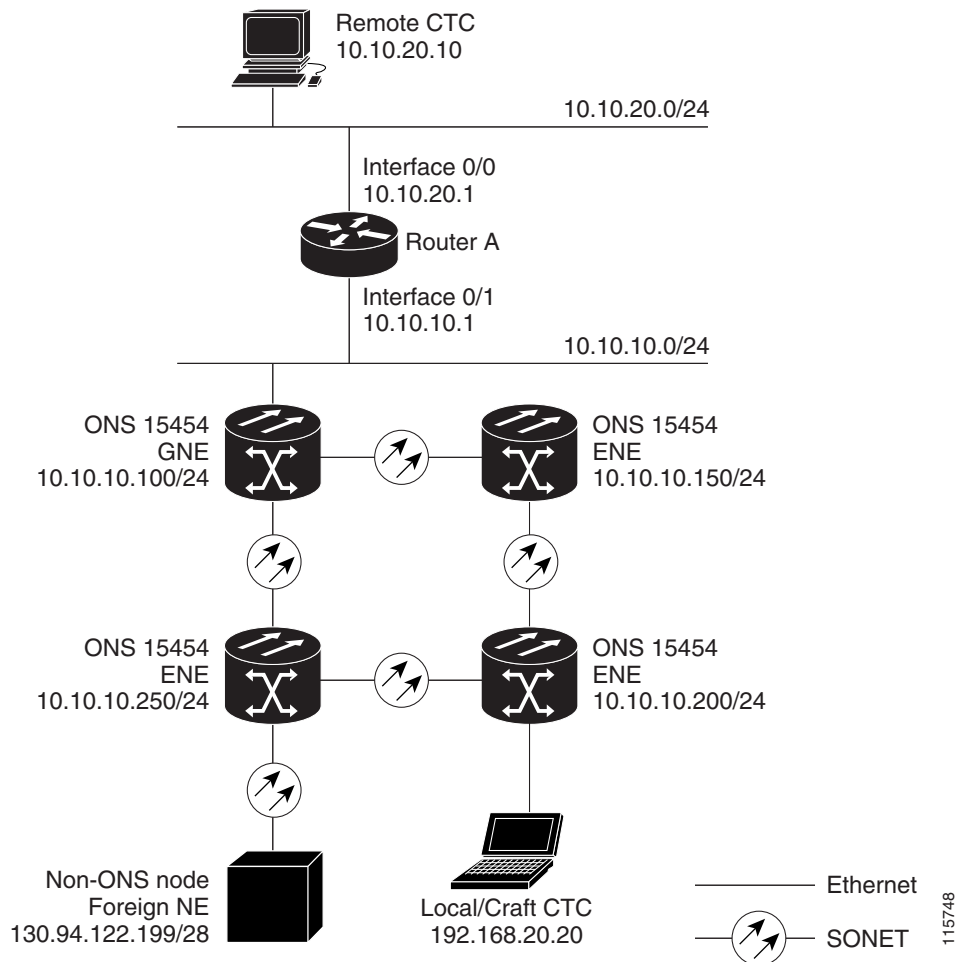 Remote CTC
10.10.20.10
10.10.20.0/24
Interface 0/0
10.10.20.1
Router A
Interface 0/1
10.10.10.1
10.10.10.0/24
ONS 15454
GNE
10.10.10.100/24
ONS 15454
ENE
10.10.10.150/24
ONS 15454
ENE
10.10.10.250/24
ONS 15454
ENE
10.10.10.200/24
Non-ONS node
Foreign NE
130.94.122.199/28
Local/Craft CTC
192.168.20.20
Ethernet
SONET
115748